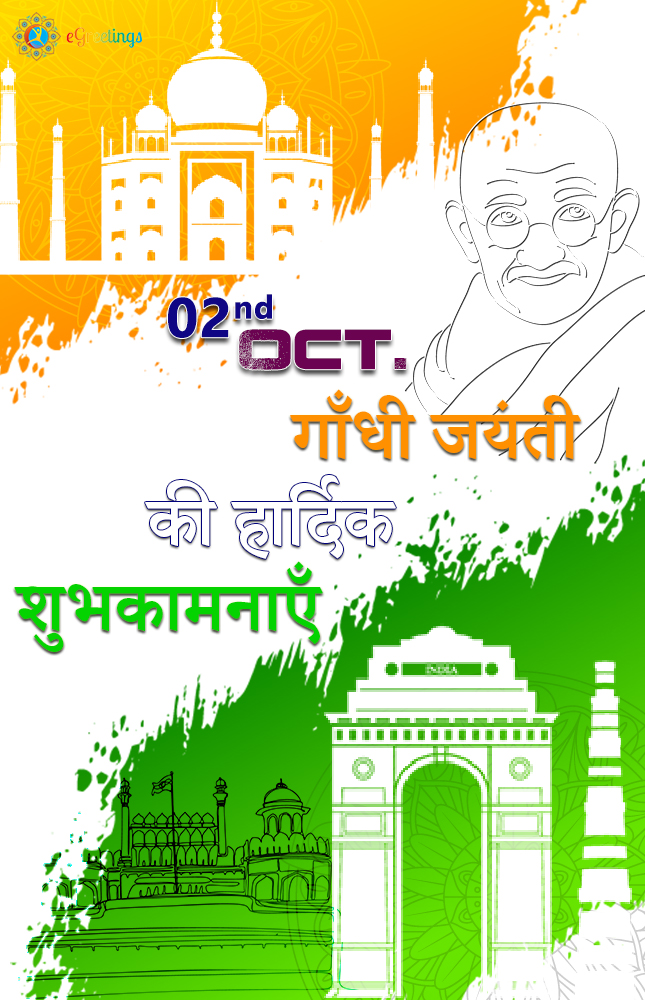 eGreetings
02nd
OCT.
गाँधी जयंती
की हार्दिक
शुभकामनाएँ
INDIA